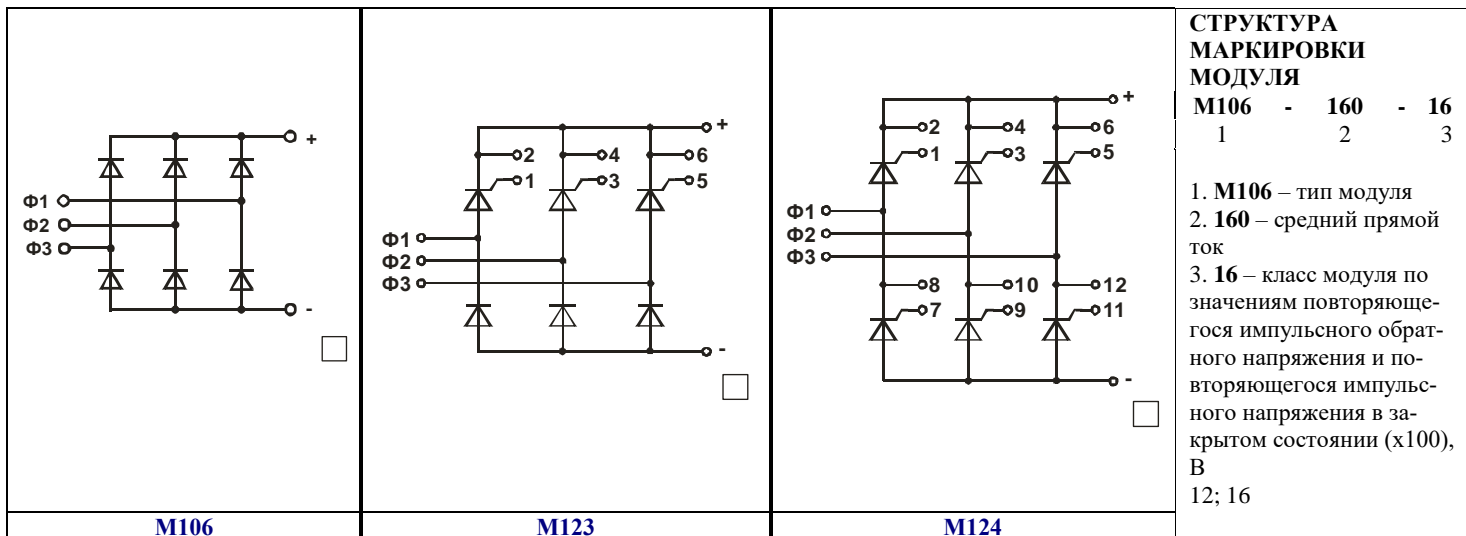 +
Ф1
Ф2
Ф3
-
М106
+
2 4 6
1 3 5
Ф1
Ф2
Ф3
-
М123
+
2 4 6
1 3 5
Ф1
Ф2
Ф3
8 10 12
7 9 11
-
М124
СТРУКТУРА
МАРКИРОВКИ
МОДУЛЯ
М106 - 160 - 16
1 2 3
1. М106 – тип модуля
2. 160 – средний прямой
ток
3. 16 – класс модуля по
значениям повторяюще-
гося импульсного обрат-
ного напряжения и по-
вторяющегося импульс-
ного напряжения в за-
крытом состоянии (х100),
В
12; 16